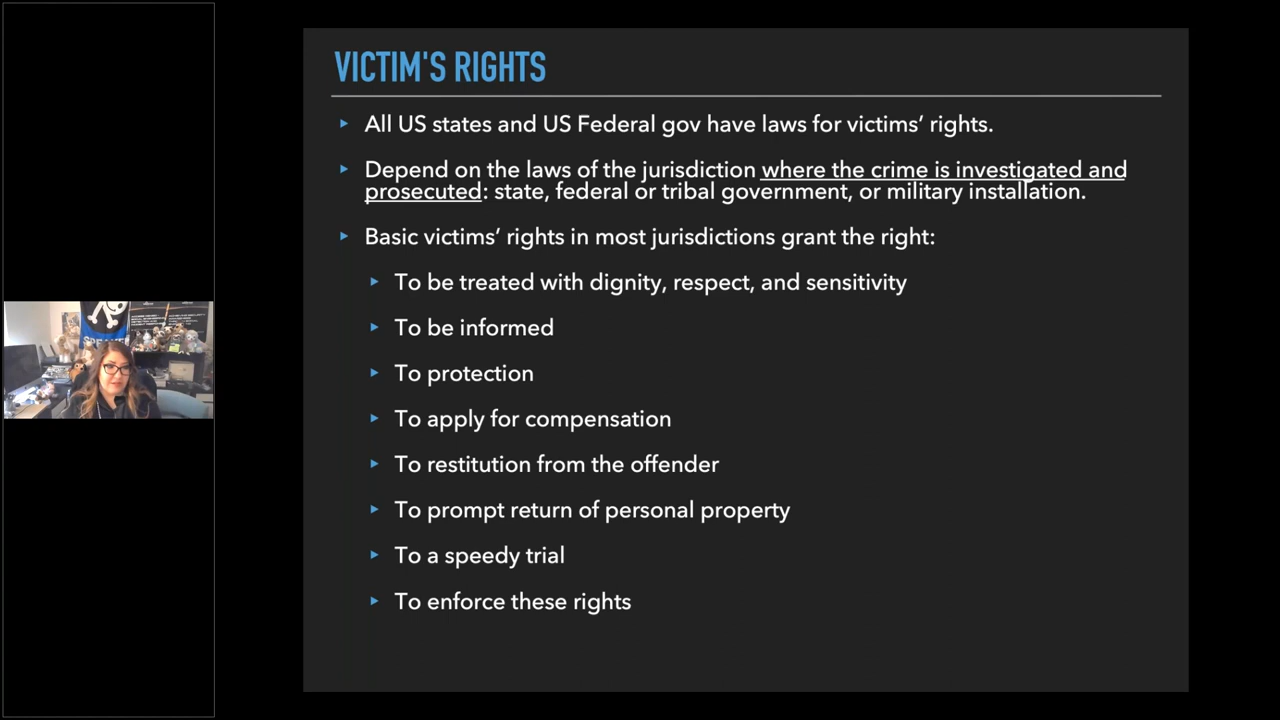 VICTIM'S RIGHTS
All US states and US Federal gov have laws for victims’ rights.
Depend on the laws of the jurisdiction where the crime is investigated and
prosecuted: state, federal or tribal government, or military installation.
Basic victims’ rights in most jurisdictions grant the right:
To be treated with dignity, respect, and sensitivity
To be informed
To protection
To apply for compensation
To restitution from the offender
To prompt return of personal property
To a speedy trial
To enforce these rights